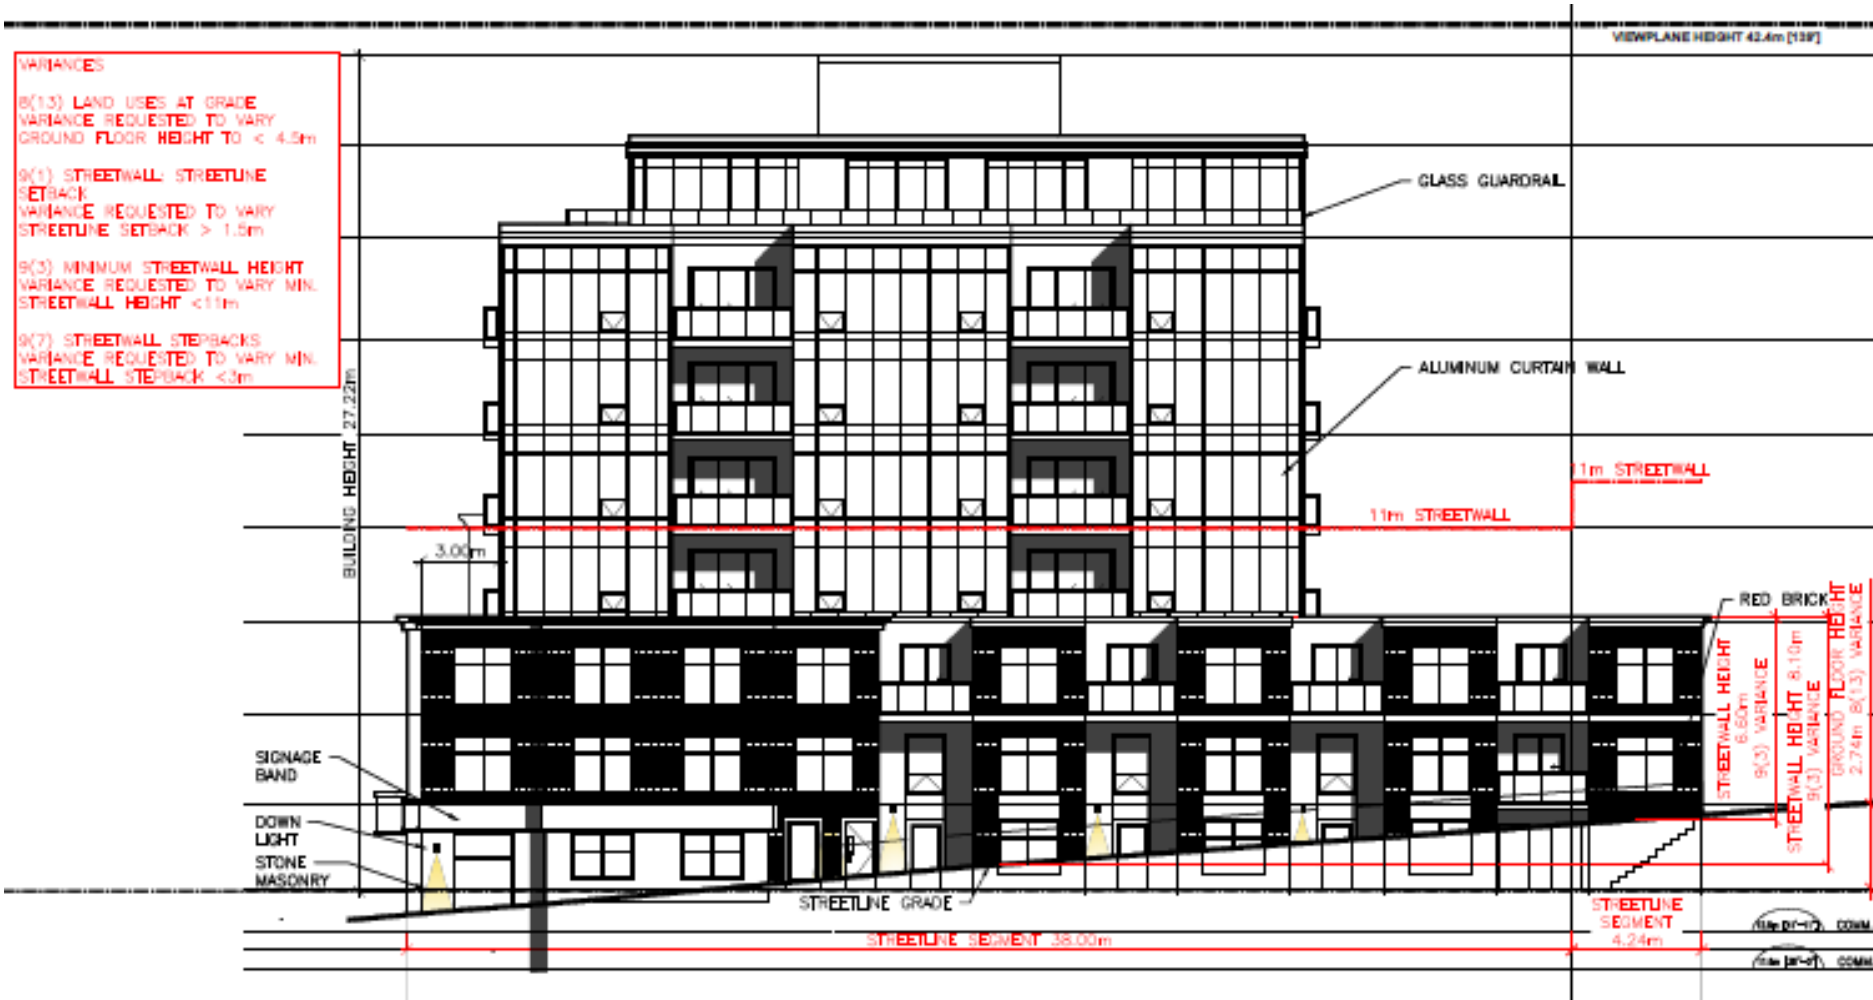 VIEWPLANE HEIGHT 42.4m [139']
VARIANCES
8(13) LAND USES AT GRADE
VARIANCE REQUESTED TO VARY
GROUND FLOOR HEIGHT TO < 4.5m
9(1) STREETWALL: STREETLINE
SETBACK
VARIANCE REQUESTED TO VARY
STREETLINE SETBACK > 1.5m
9(3) MINIMUM STREETWALL HEIGHT
VARIANCE REQUESTED TO VARY MIN.
STREETWALL HEIGHT <11m
9(7) STREETWALL STEPBACKS
VARIANCE REQUESTED TO VARY MIN.
STREETWALL STEPBACK <3m
BUILDING HEIGHT 27.22m
GLASS GUARDRAIL
ALUMINUM CURTAIN WALL
11m STREETWALL
11m STREETWALL
3.00m
RED BRICK
STREETWALL HEIGHT
6.60m
9(3) VARIANCE
STREETWALL HEIGHT 8.10m
9(3) VARIANCE
GROUND FLOOR HEIGHT
2.74m 8(13) VARIANCE
SIGNAGE
BAND
DOWN
LIGHT
STONE
MASONRY
STREETLINE GRADE
STREETLINE SEGMENT 38.00m
STREETLINE
SEGMENT
4.24m
COMM.
COMM.